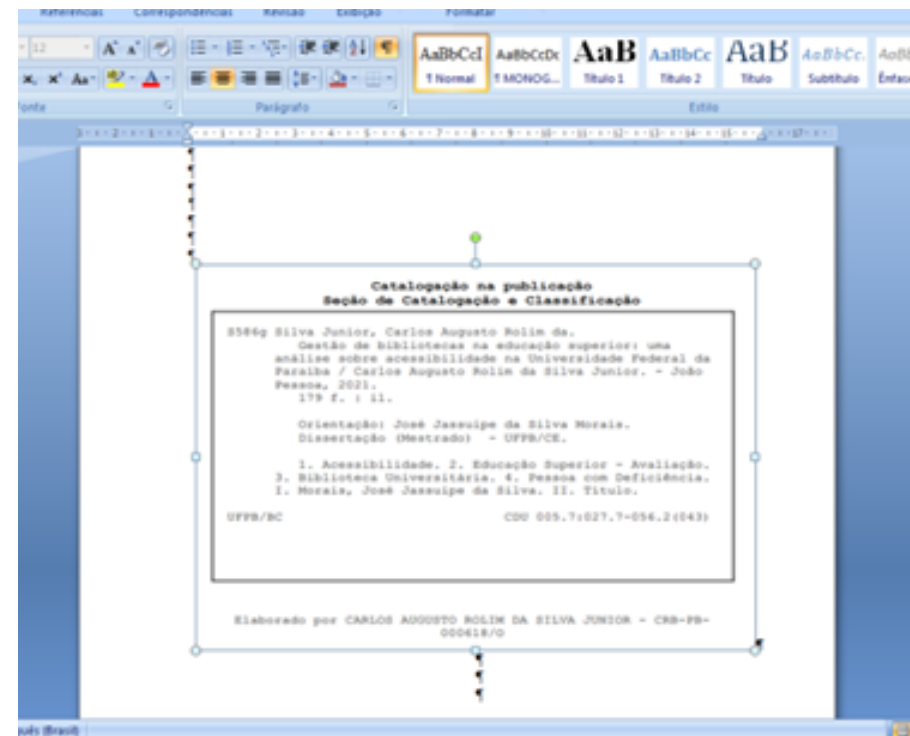 Referências Correspondências Revisão Exibição Formatar
12
AaBbCcI AaBbCcDc AaB AaBbCc AaB AaBbCc.
¶ Normal ¶ MONOG... Título 1 Título 2 Título Subtítulo
Parágrafo Estilo
Catalogação na publicação
Seção de Catalogação e Classificação
S586g Silva Junior, Carlos Augusto Rolim da.
Gestão de bibliotecas na educação superior: uma
análise sobre acessibilidade na Universidade Federal da
Paraíba / Carlos Augusto Rolim da Silva Junior. - João
Pessoa, 2021.
179 f. : il.
Orientação: José Jassuipe da Silva Morais.
Dissertação (Mestrado) - UFPB/CE.
1. Acessibilidade. 2. Educação Superior - Avaliação.
3. Biblioteca Universitária. 4. Pessoa com Deficiência.
I. Morais, José Jassuipe da Silva. II. Título.
UFPB/BC CDU 005.7:027.7-056.2(043)
Elaborado por CARLOS AUGUSTO ROLIM DA SILVA JUNIOR - CRB-PB-
000618/O